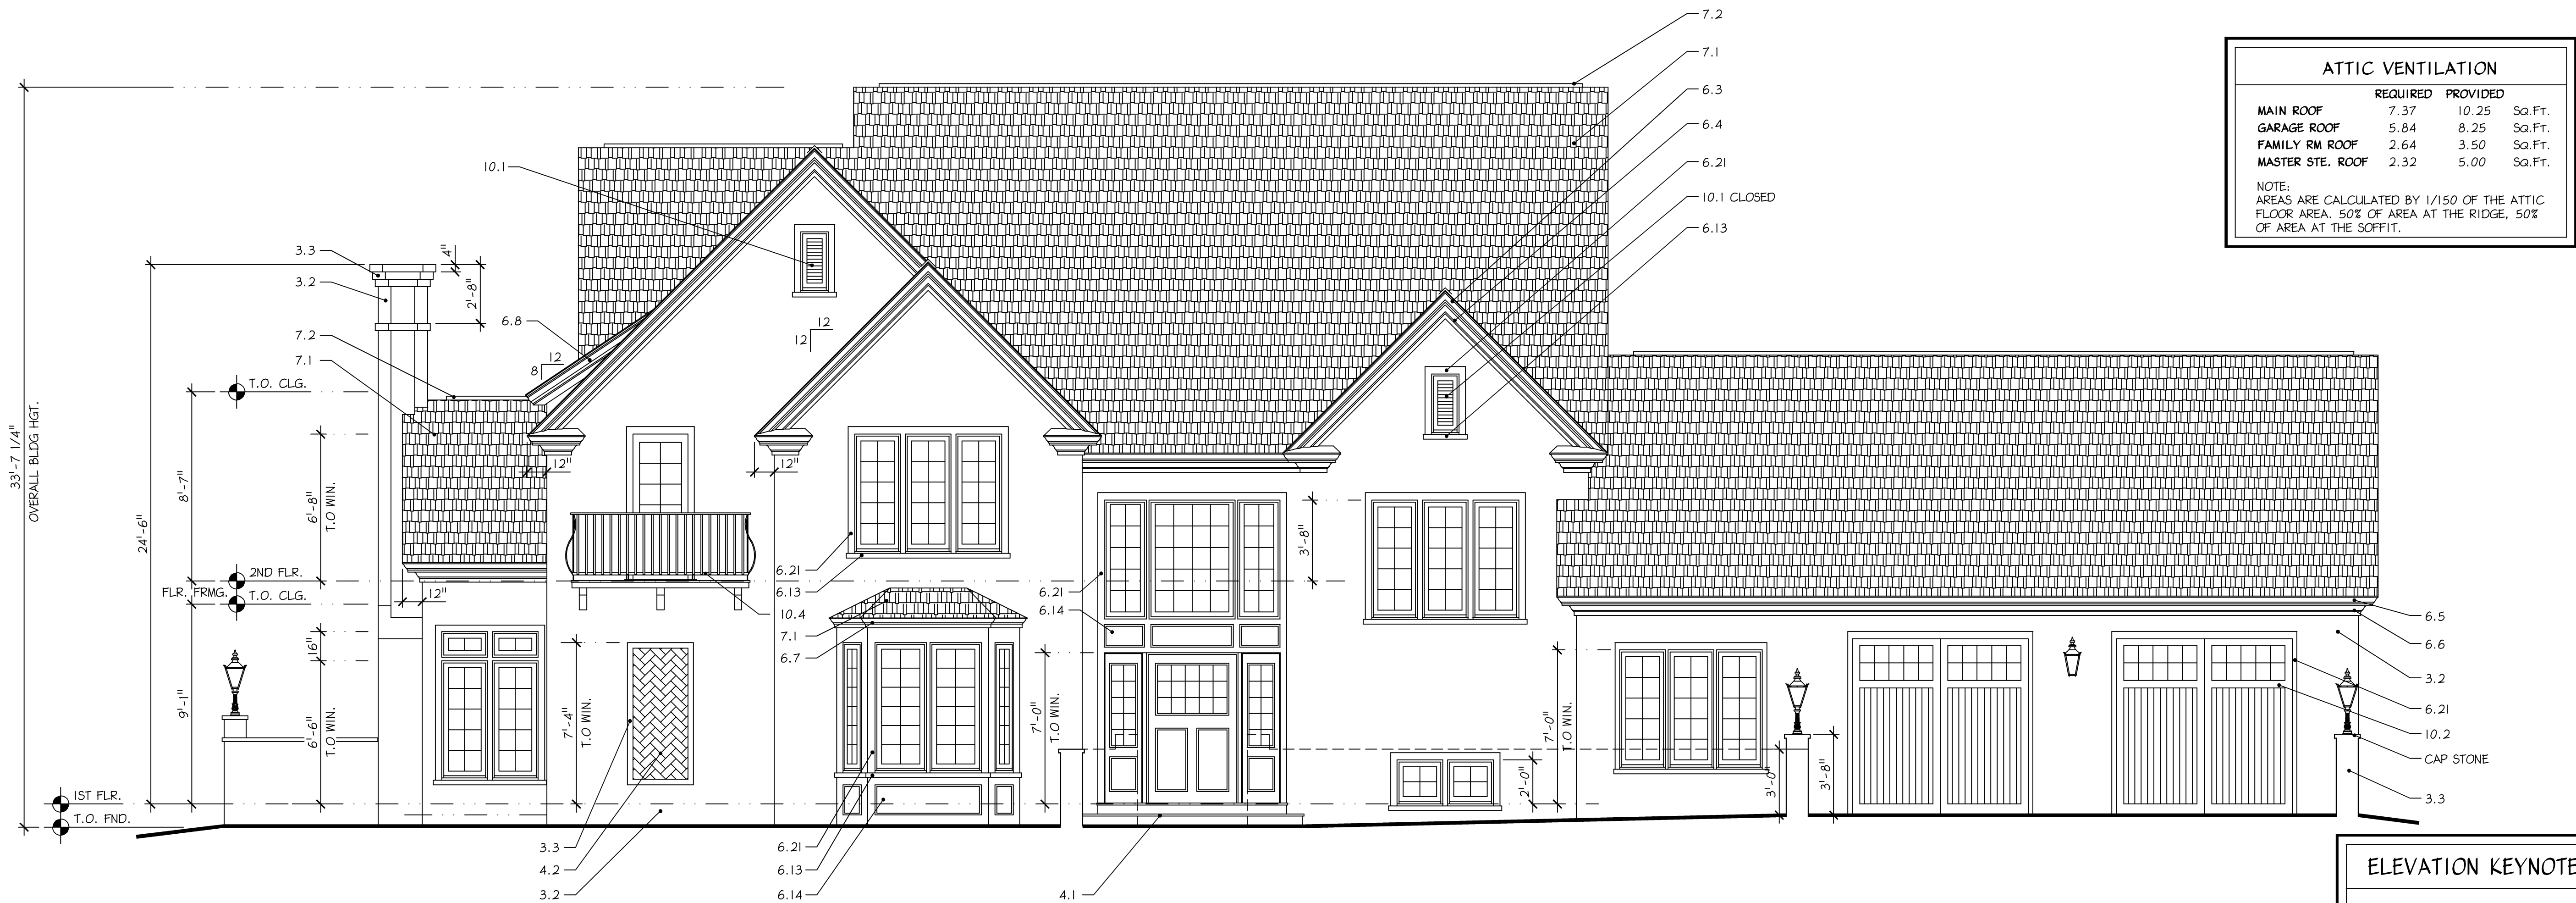 7.2
7.1
6.3
6.4
6.21
10.1 CLOSED
6.13
ATTIC VENTILATION
REQUIRED PROVIDED
MAIN ROOF 7.37 10.25 SQ.FT.
GARAGE ROOF 5.84 8.25 SQ.FT.
FAMILY RM ROOF 2.64 3.50 SQ.FT.
MASTER STE. ROOF 2.32 5.00 SQ.FT.
NOTE:
AREAS ARE CALCULATED BY 1/150 OF THE ATTIC
FLOOR AREA. 50% OF AREA AT THE RIDGE, 50%
OF AREA AT THE SOFFIT.
10.1
3.3
3.2
7.2
7.1
4"
2'-8"
6.8
12
8
12
12
33'-7 1/4"
OVERALL BLDG HGT.
24'-6"
8'-7"
T.O. CLG.
6'-8"
T.O WIN.
12"
12"
2ND FLR.
FLR. FRMG.
T.O. CLG.
12"
9'-1"
16"
6'-6"
T.O WIN.
7'-4"
T.O WIN.
6.21
6.13
10.4
7.1
6.7
3'-8"
6.21
6.14
7'-0"
T.O WIN.
7'-0"
T.O WIN.
2'-0"
3'-0"
3'-8"
6.5
6.6
3.2
6.21
10.2
CAP STONE
3.3
1ST FLR.
T.O. FND.
3.3
4.2
3.2
6.21
6.13
6.14
4.1
ELEVATION KEYNOTE